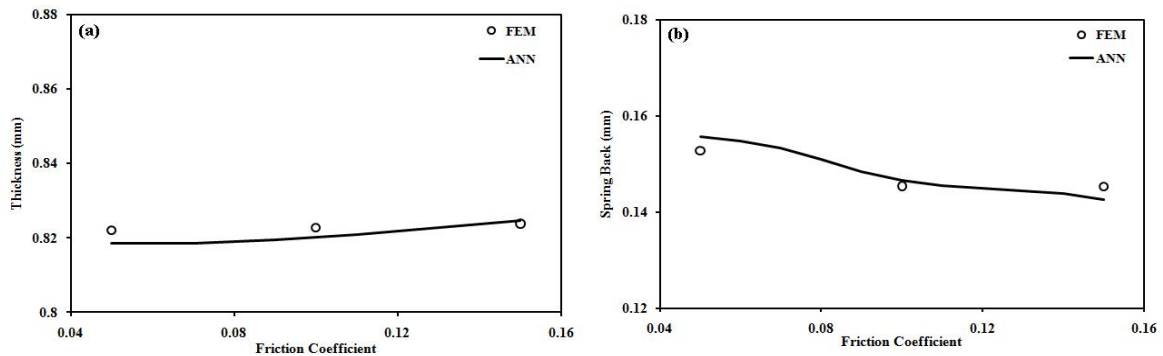 (a)
FEM
ANN
0.88
0.86
0.84
0.82
0.8
Thickness (mm)
0.04 0.08 0.12 0.16
Friction Coefficient
(b)
FEM
ANN
0.18
0.16
0.14
0.12
Spring Back (mm)
0.04 0.08 0.12 0.16
Friction Coefficient